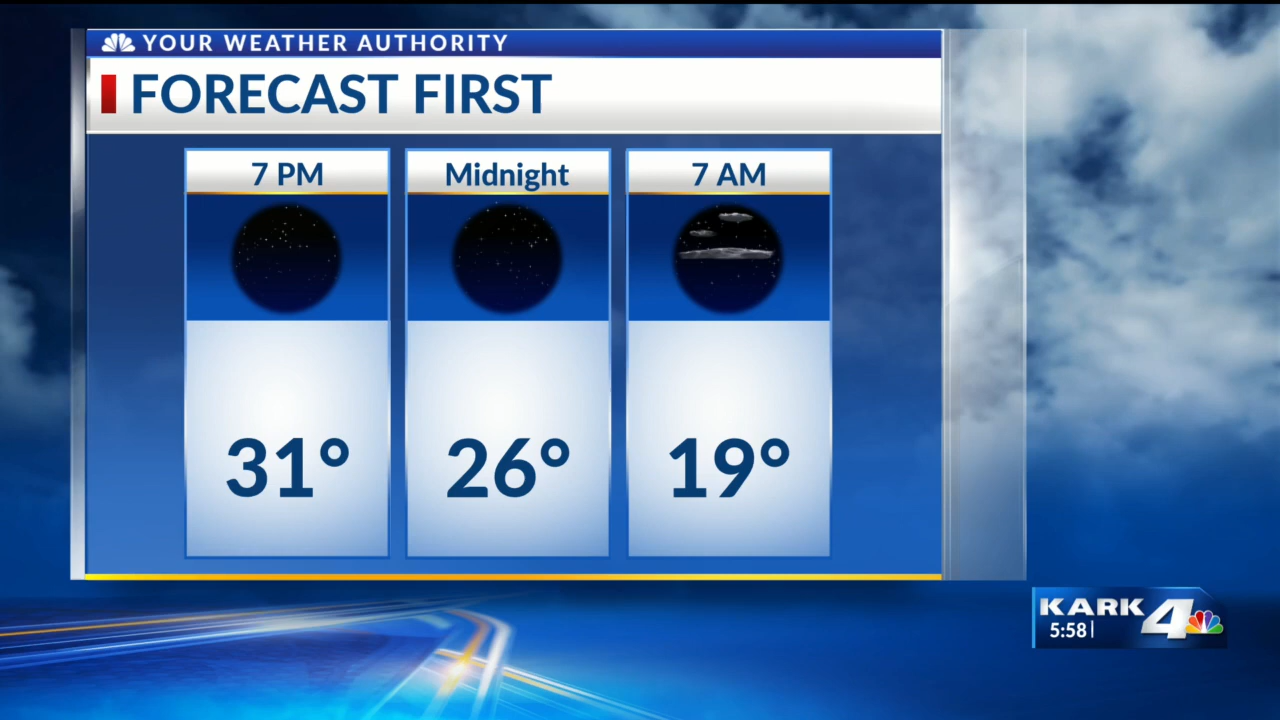 YOUR WEATHER AUTHORITY
FORECAST FIRST
7 PM
Midnight
7 AM
31°
26°
19°
KARK 4
5:58